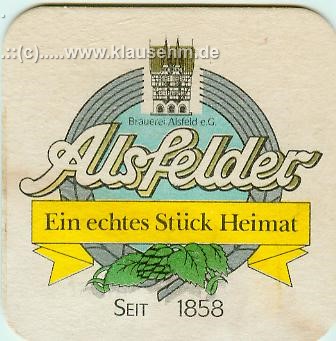 .::(c).....www.klausehm.de
Brauerei Alsfeld e.G.
Alsfelder
Ein echtes Stück Heimat
SEIT 1858